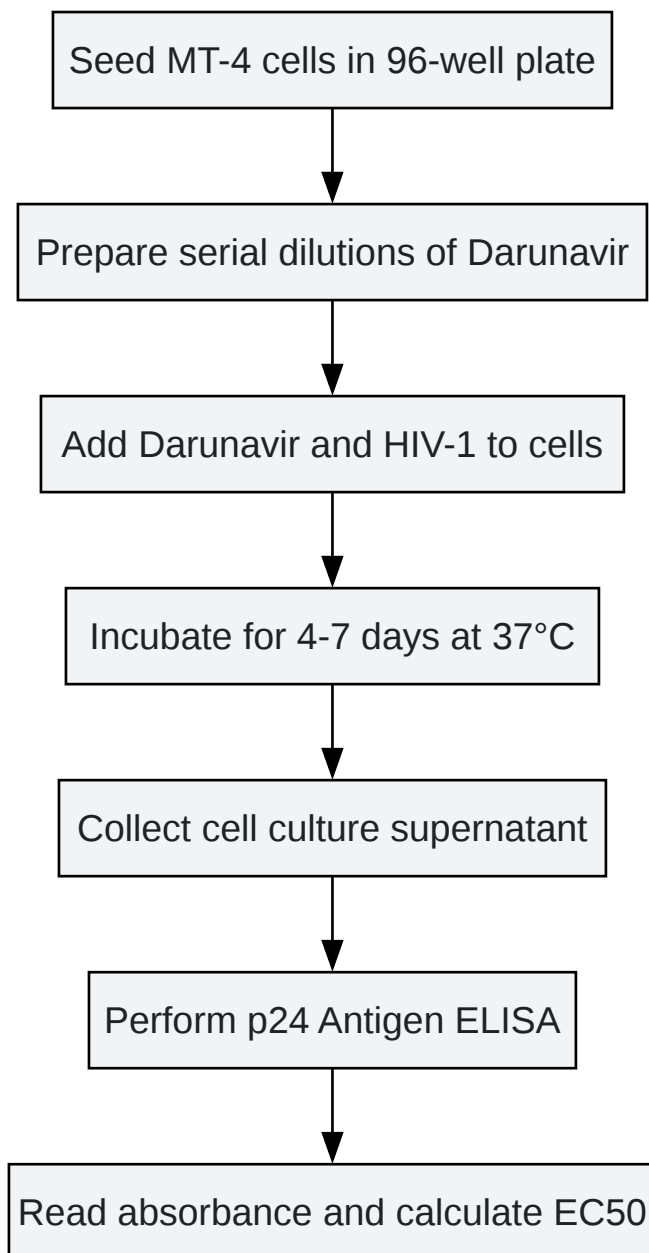 Seed MT-4 cells in 96-well plate
Prepare serial dilutions of Darunavir
Add Darunavir and HIV-1 to cells
Incubate for 4-7 days at 37°C
Collect cell culture supernatant
Perform p24 Antigen ELISA
Read absorbance and calculate EC50